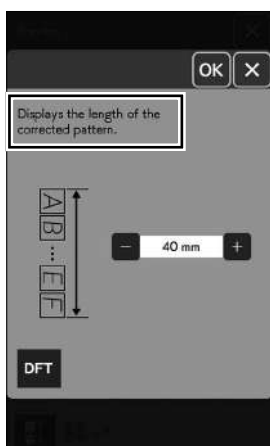 OK ×
Displays the length of the
corrected pattern.
A
B
E
F
− 40 mm +
DFT